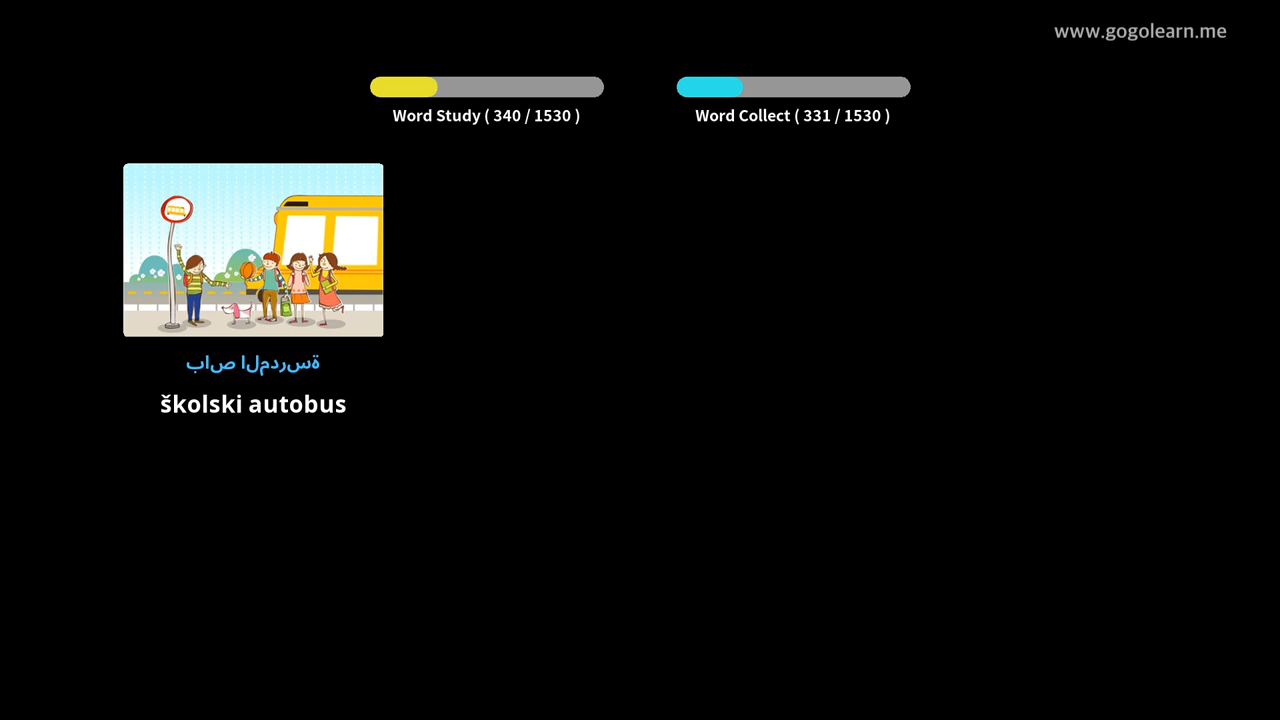 www.gogolearn.me
Word Study ( 340 / 1530 )
Word Collect ( 331 / 1530 )
باص المدرسة
školski autobus